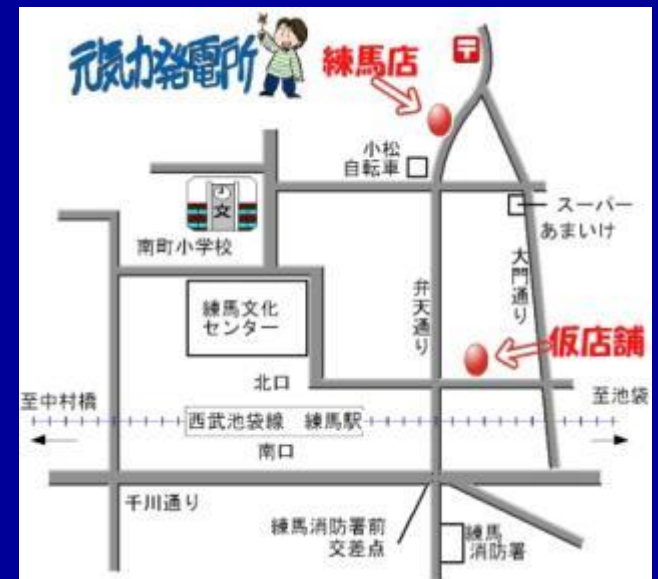 元気力発電所
練馬店
〒
小松
自転車
文
スーパー
あまいけ
南町小学校
大門通り
弁天通り
練馬文化
センター
仮店舗
北口
至中村橋
至池袋
西武池袋線 練馬駅
南口
千川通り
練馬消防署前
交差点
練馬
消防署